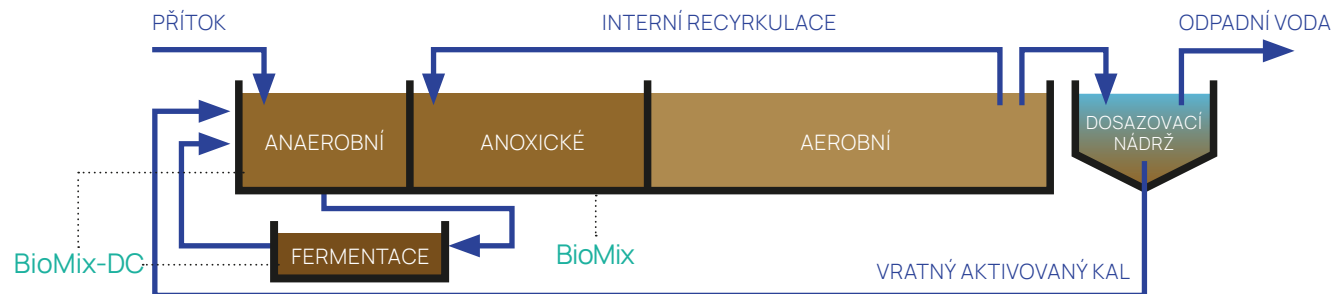 PŘÍTOK
INTERNÍ RECYRKULACE
ODPADNÍ VODA
ANAEROBNÍ
ANOXICKÉ
AEROBNÍ
DOSAZOVACÍ
NÁDRŽ
FERMENTACE
BioMix-DC
BioMix
VRATNÝ AKTIVOVANÝ KAL